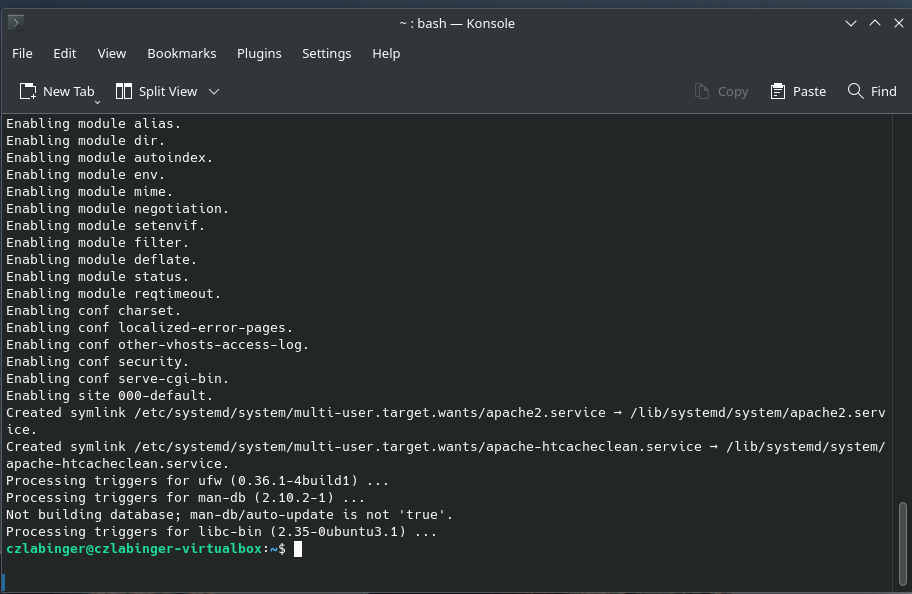 ~ : bash — Konsole
File Edit View Bookmarks Plugins Settings Help
New Tab Split View Copy Paste Find
Enabling module alias.
Enabling module dir.
Enabling module autoindex.
Enabling module env.
Enabling module mime.
Enabling module negotiation.
Enabling module setenvif.
Enabling module filter.
Enabling module deflate.
Enabling module status.
Enabling module reqtimeout.
Enabling conf charset.
Enabling conf localized-error-pages.
Enabling conf other-vhosts-access-log.
Enabling conf security.
Enabling conf serve-cgi-bin.
Enabling site 000-default.
Created symlink /etc/systemd/system/multi-user.target.wants/apache2.service → /lib/systemd/system/apache2.serv
ice.
Created symlink /etc/systemd/system/multi-user.target.wants/apache-htcacheclean.service → /lib/systemd/system/
apache-htcacheclean.service.
Processing triggers for ufw (0.36.1-4build1) ...
Processing triggers for man-db (2.10.2-1) ...
Not building database; man-db/auto-update is not 'true'.
Processing triggers for libc-bin (2.35-0ubuntu3.1) ...
czlabinger@czlabinger-virtualbox:~$